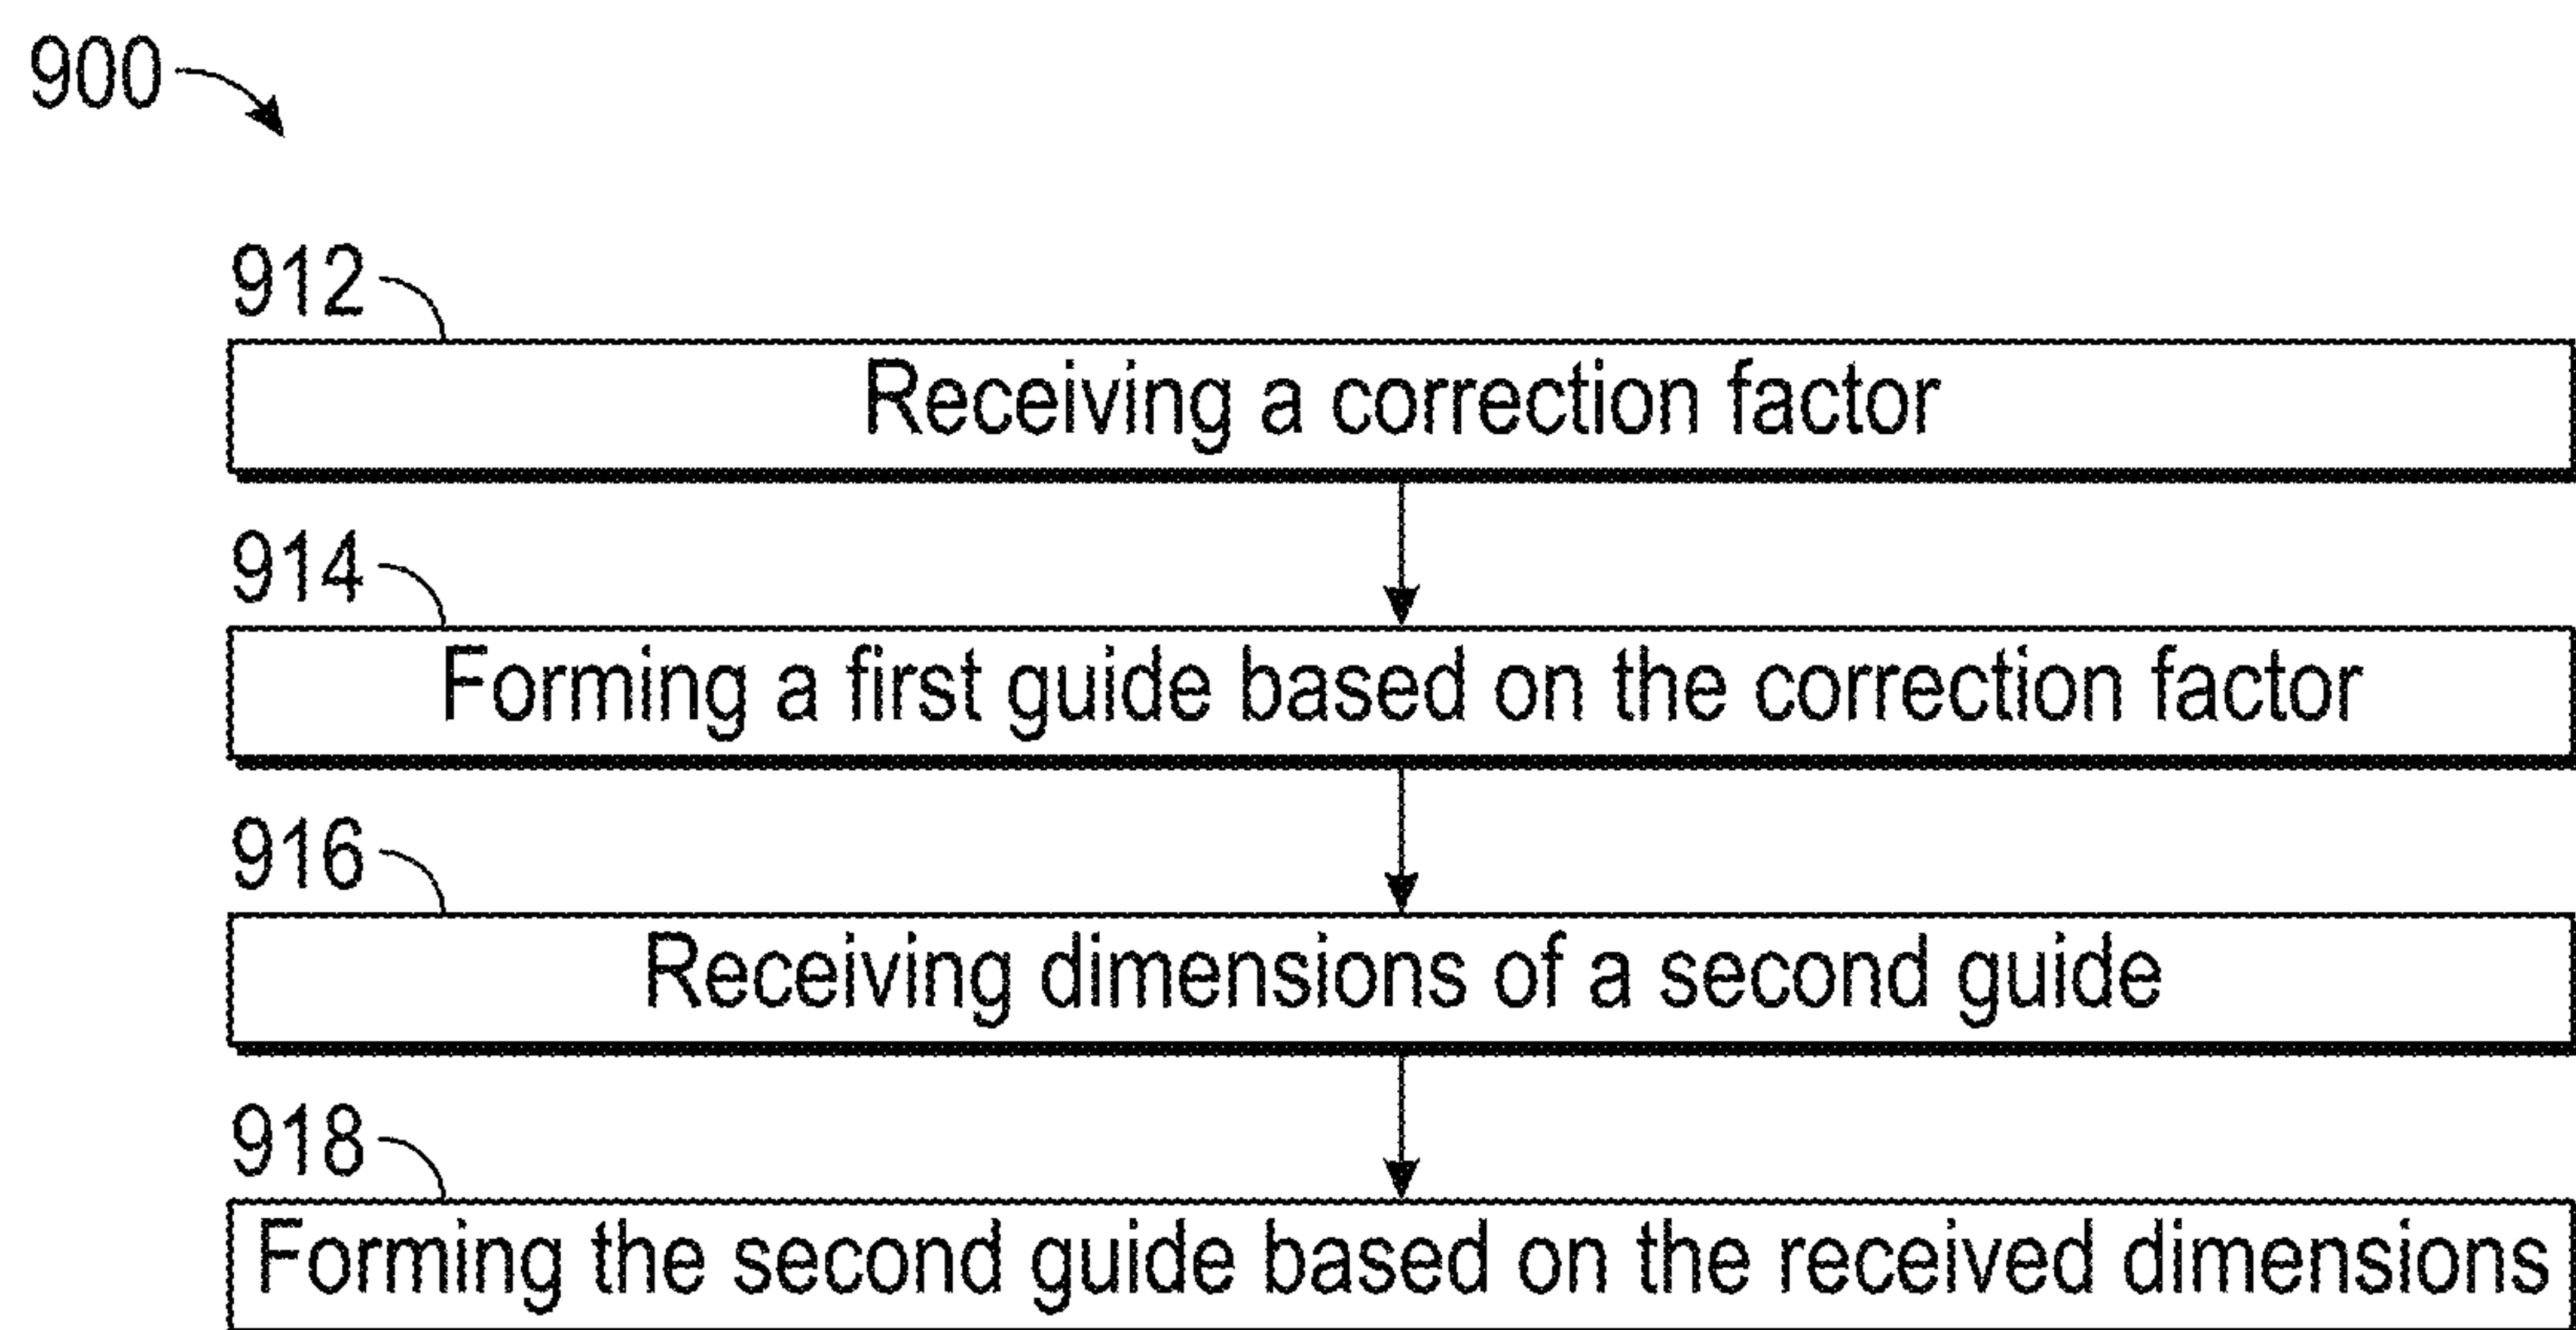 900
912
Receiving a correction factor
914
Forming a first guide based on the correction factor
916
Receiving dimensions of a second guide
918
Forming the second guide based on the received dimensions